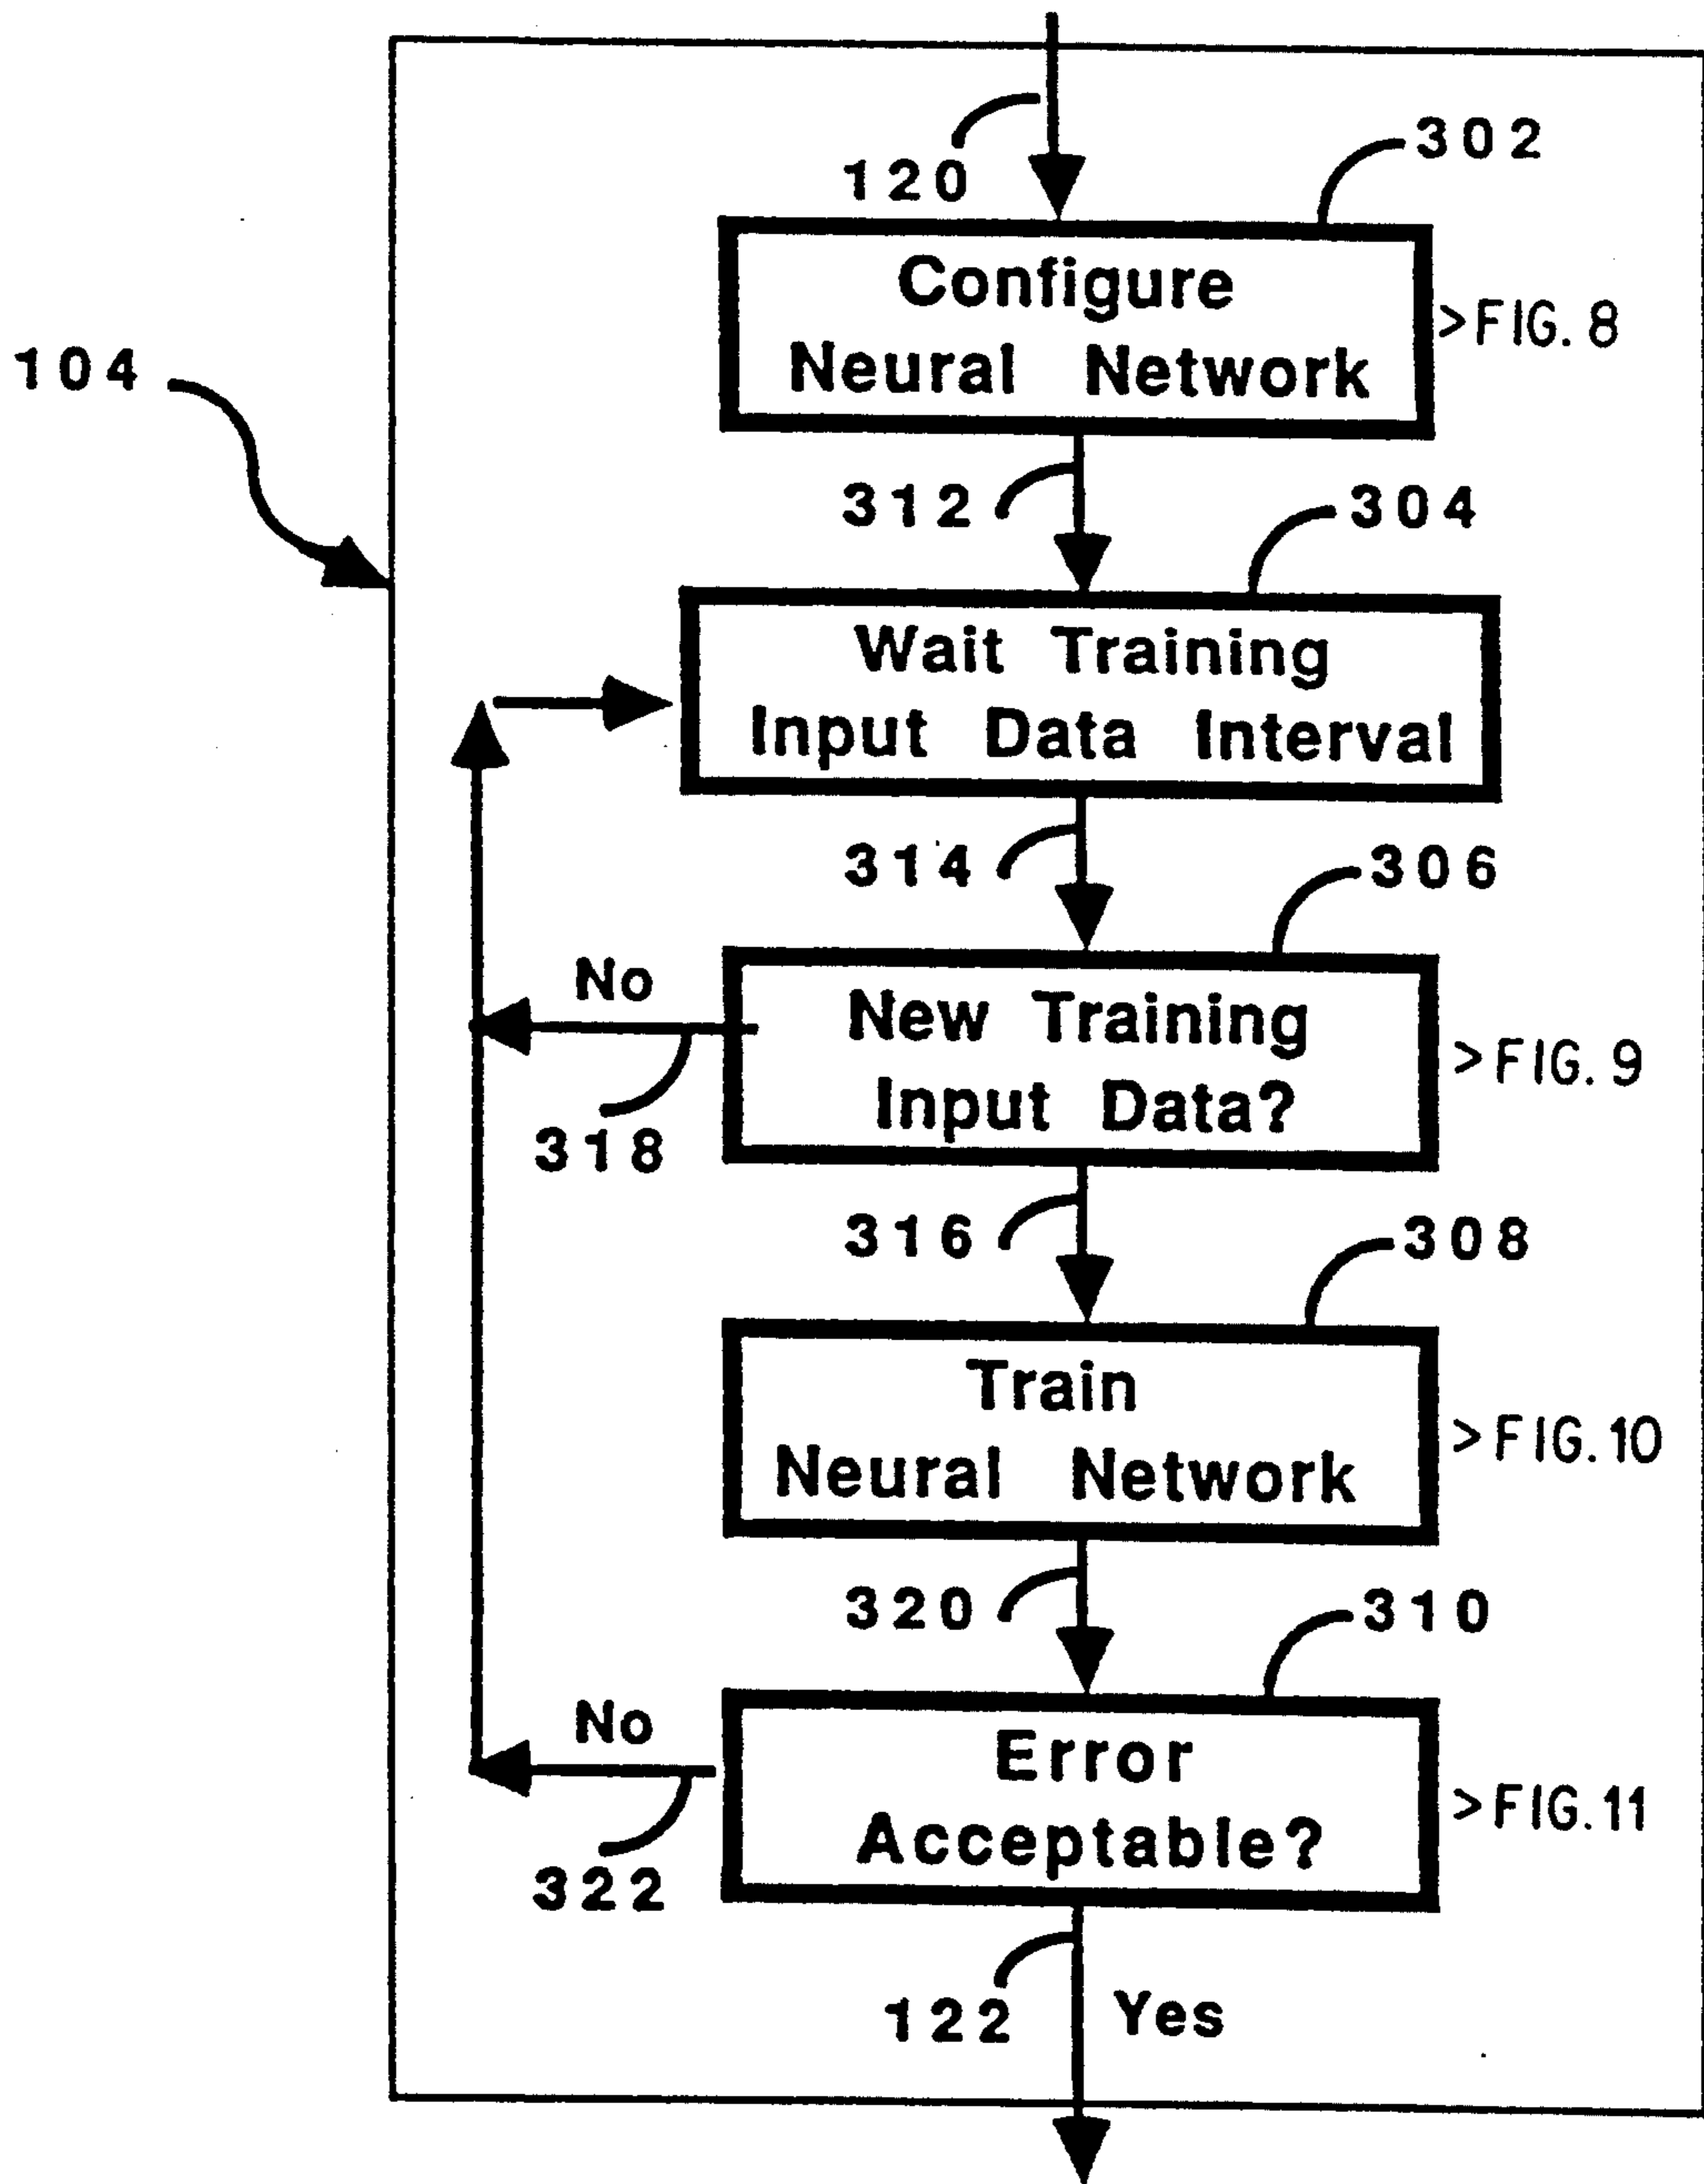 120
302
Configure
Neural Network
>FIG. 8
104
312
304
Wait Training
Input Data Interval
314
306
No
New Training
Input Data?
>FIG. 9
318
316
308
Train
Neural Network
>FIG. 10
320
310
No
Error
Acceptable?
>FIG. 11
322
122
Yes